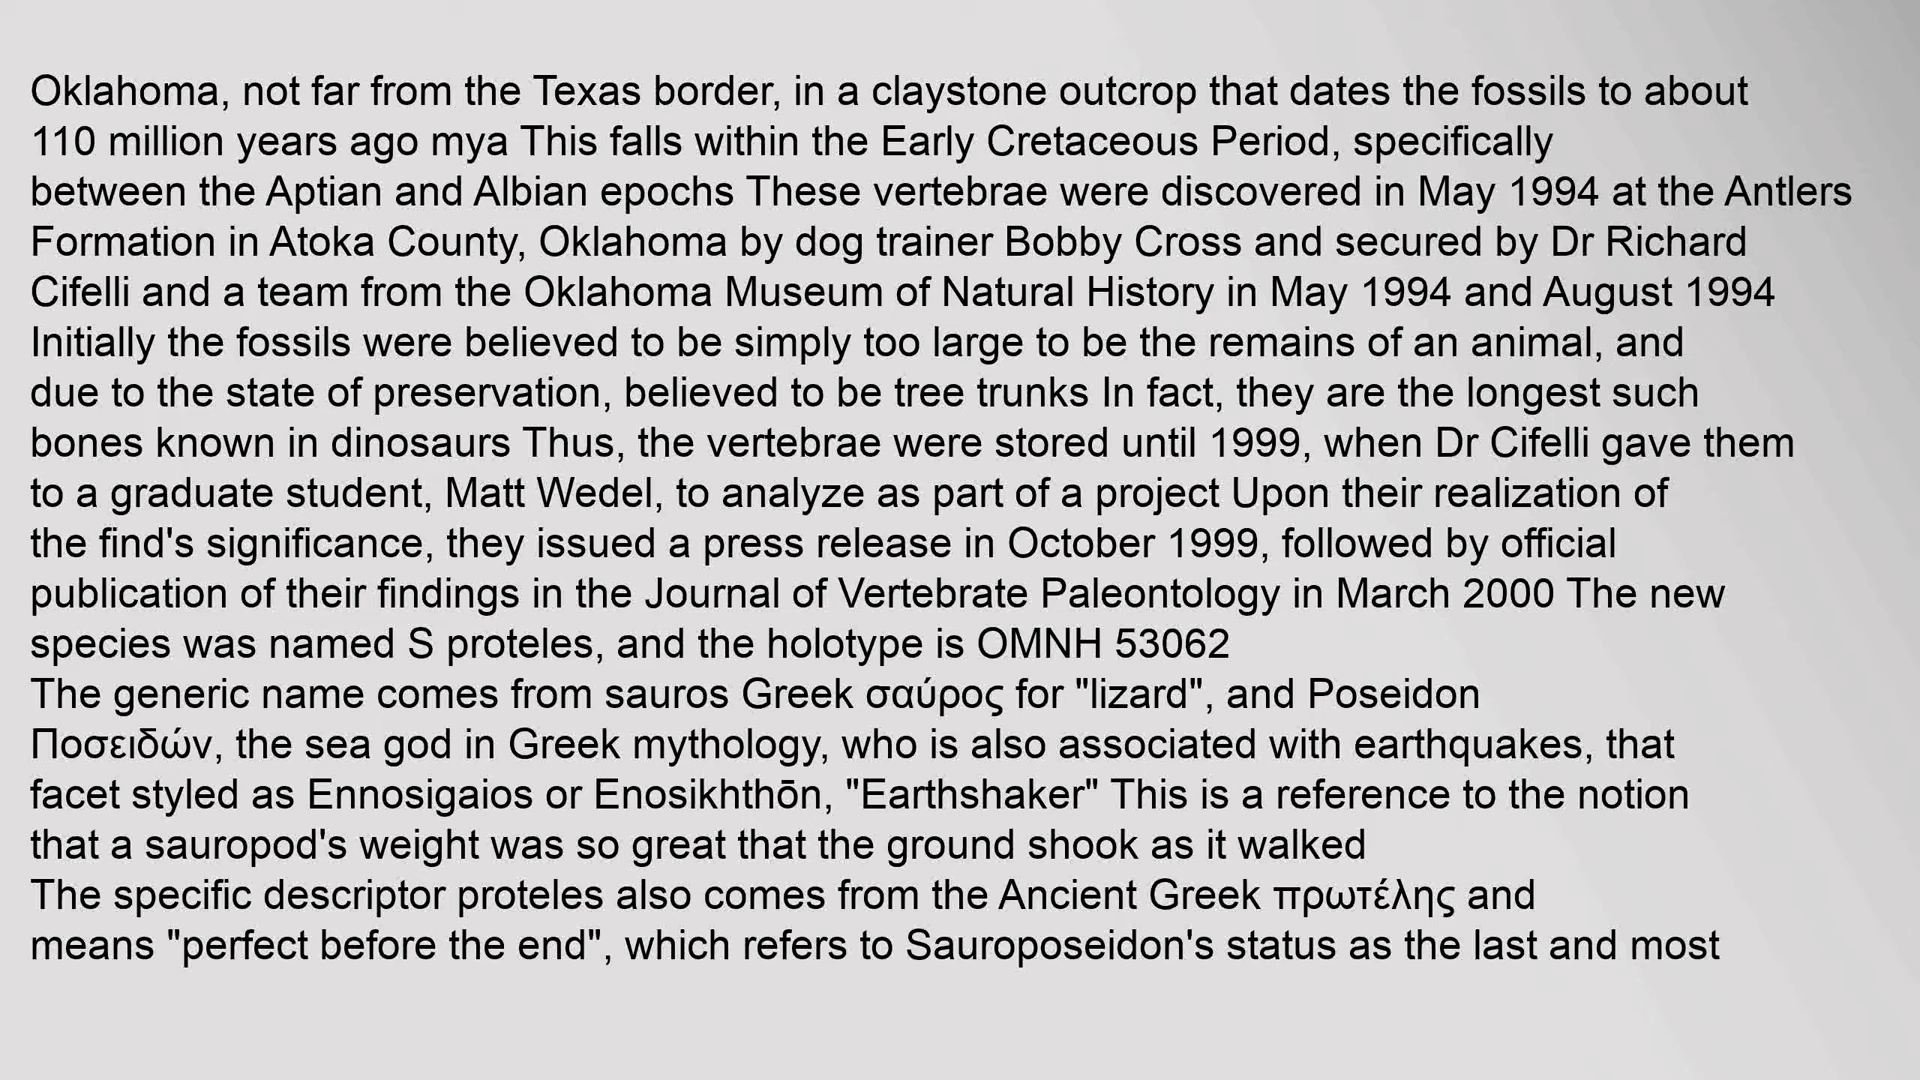 Oklahoma, not far from the Texas border, in a claystone outcrop that dates the fossils to about
110 million years ago mya This falls within the Early Cretaceous Period, specifically
between the Aptian and Albian epochs These vertebrae were discovered in May 1994 at the Antlers
Formation in Atoka County, Oklahoma by dog trainer Bobby Cross and secured by Dr Richard
Cifelli and a team from the Oklahoma Museum of Natural History in May 1994 and August 1994
Initially the fossils were believed to be simply too large to be the remains of an animal, and
due to the state of preservation, believed to be tree trunks In fact, they are the longest such
bones known in dinosaurs Thus, the vertebrae were stored until 1999, when Dr Cifelli gave them
to a graduate student, Matt Wedel, to analyze as part of a project Upon their realization of
the find's significance, they issued a press release in October 1999, followed by official
publication of their findings in the Journal of Vertebrate Paleontology in March 2000 The new
species was named S proteles, and the holotype is OMNH 53062
The generic name comes from sauros Greek σαύρος for "lizard", and Poseidon
Ποσειδών, the sea god in Greek mythology, who is also associated with earthquakes, that
facet styled as Ennosigaios or Enosikhthōn, "Earthshaker" This is a reference to the notion
that a sauropod's weight was so great that the ground shook as it walked
The specific descriptor proteles also comes from the Ancient Greek πρωτέλης and
means "perfect before the end", which refers to Sauroposeidon's status as the last and most